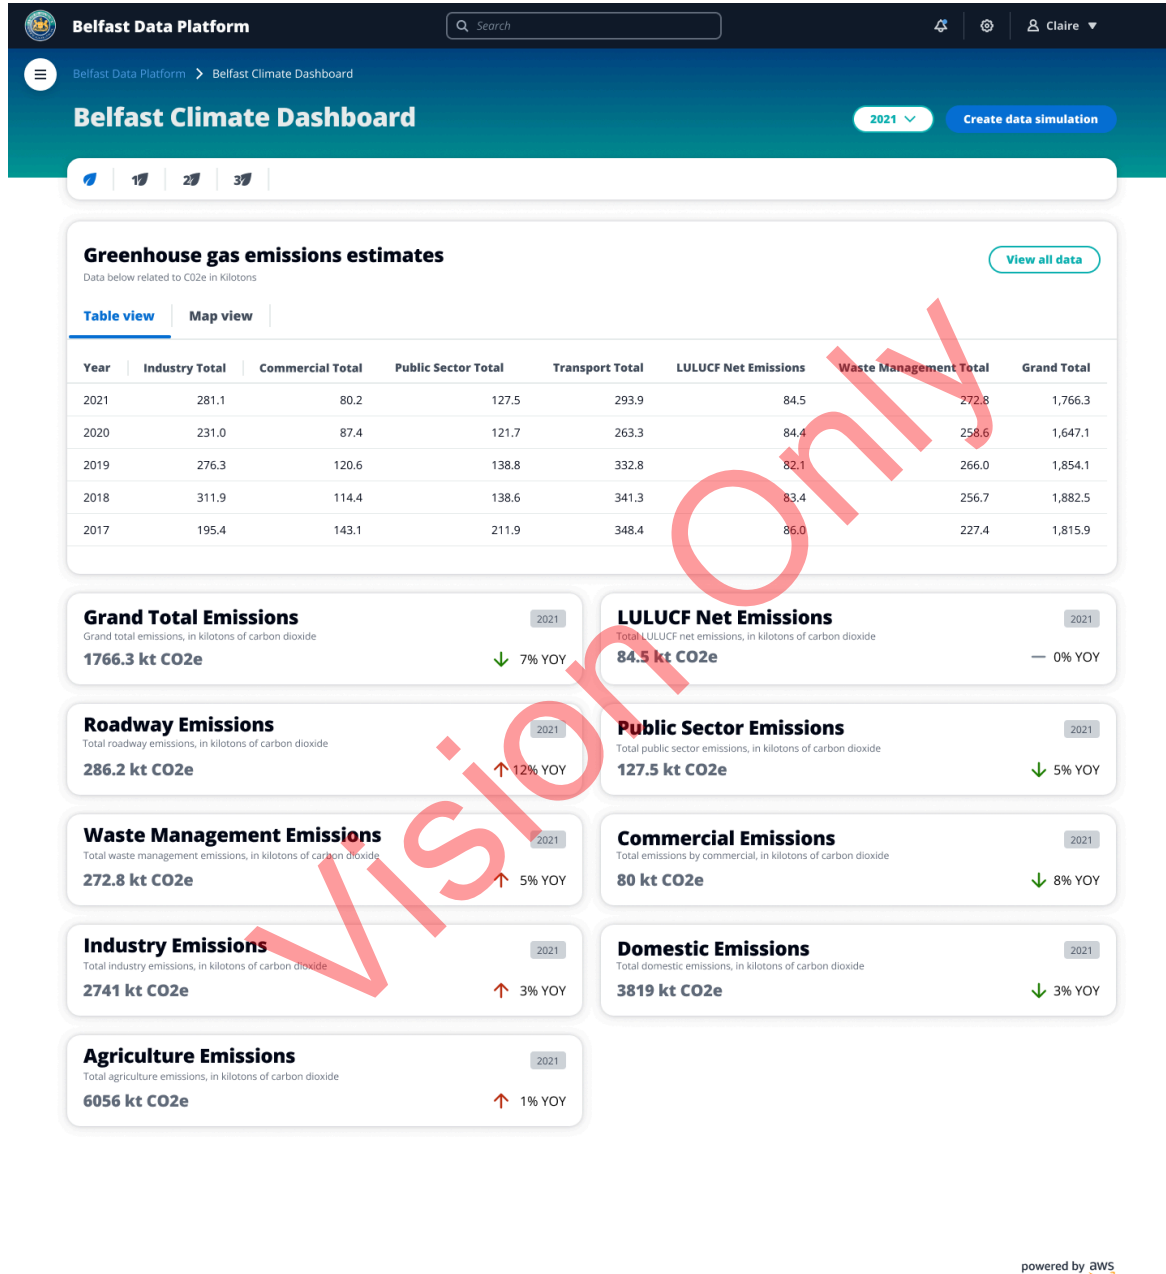 Belfast Data Platform
Search
Claire
Belfast Data Platform > Belfast Climate Dashboard
Belfast Climate Dashboard
2021
Create data simulation
1
2
3
Greenhouse gas emissions estimates
View all data
Data below related to C02e in Kilotons
Table view Map view
Year Industry Total Commercial Total Public Sector Total Transport Total LULUCF Net Emissions Waste Management Total Grand Total
2021 281.1 80.2 127.5 293.9 84.5 272.8 1,766.3
2020 231.0 87.4 121.7 263.3 84.4 258.6 1,647.1
2019 276.3 120.6 138.8 332.8 82.1 266.0 1,854.1
2018 311.9 114.4 138.6 341.3 83.4 256.7 1,882.5
2017 195.4 143.1 211.9 348.4 86.0 227.4 1,815.9
Vision Only
Grand Total Emissions 2021
Grand total emissions, in kilotons of carbon dioxide
1766.3 kt CO2e 7% YOY
LULUCF Net Emissions 2021
Total LULUCF net emissions, in kilotons of carbon dioxide
84.5 kt CO2e 0% YOY
Roadway Emissions 2021
Total roadway emissions, in kilotons of carbon dioxide
286.2 kt CO2e 12% YOY
Public Sector Emissions 2021
Total public sector emissions, in kilotons of carbon dioxide
127.5 kt CO2e 5% YOY
Waste Management Emissions 2021
Total waste management emissions, in kilotons of carbon dioxide
272.8 kt CO2e 5% YOY
Commercial Emissions 2021
Total emissions by commercial, in kilotons of carbon dioxide
80 kt CO2e 8% YOY
Industry Emissions 2021
Total industry emissions, in kilotons of carbon dioxide
2741 kt CO2e 3% YOY
Domestic Emissions 2021
Total domestic emissions, in kilotons of carbon dioxide
3819 kt CO2e 3% YOY
Agriculture Emissions 2021
Total agriculture emissions, in kilotons of carbon dioxide
6056 kt CO2e 1% YOY
powered by aws